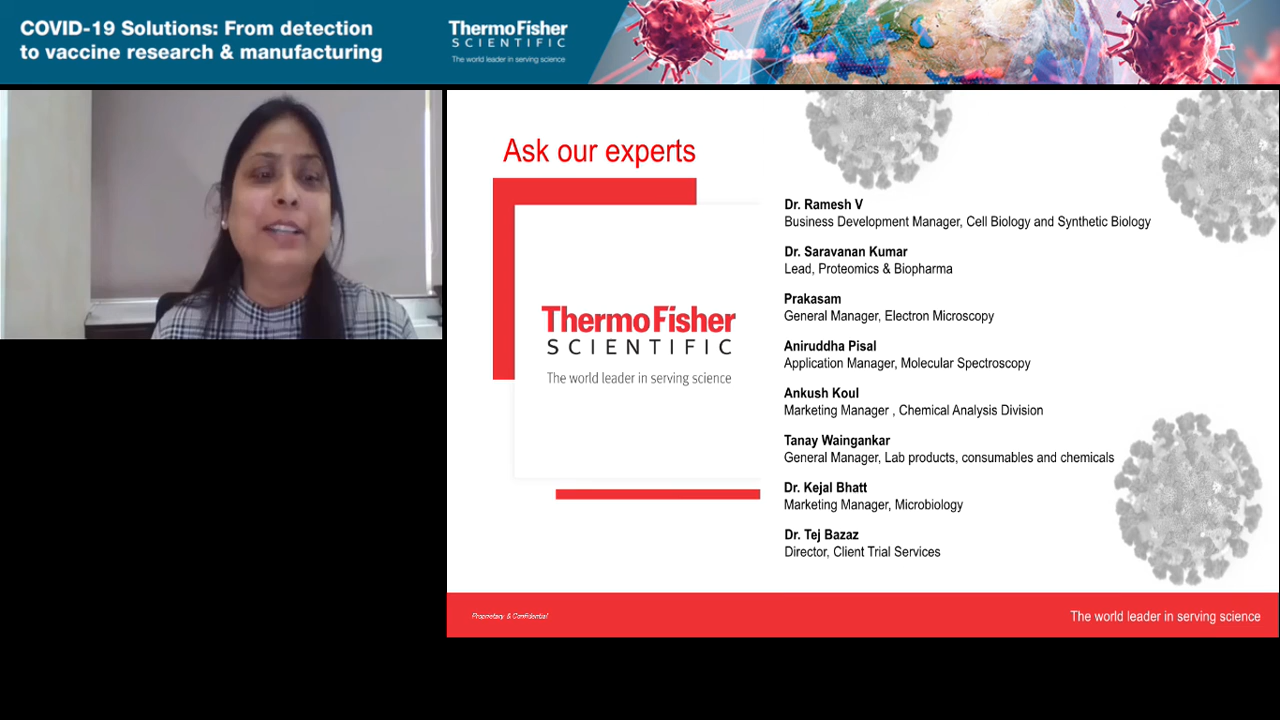 COVID-19 Solutions: From detection
to vaccine research & manufacturing
ThermoFisher
SCIENTIFIC
The world leader in serving science
Ask our experts
ThermoFisher
SCIENTIFIC
The world leader in serving science
Dr. Ramesh V
Business Development Manager, Cell Biology and Synthetic Biology
Dr. Saravanan Kumar
Lead, Proteomics & Biopharma
Prakasam
General Manager, Electron Microscopy
Aniruddha Pisal
Application Manager, Molecular Spectroscopy
Ankush Koul
Marketing Manager , Chemical Analysis Division
Tanay Waingankar
General Manager, Lab products, consumables and chemicals
Dr. Kejal Bhatt
Marketing Manager, Microbiology
Dr. Tej Bazaz
Director, Client Trial Services
Proprietary & Confidential
The world leader in serving science